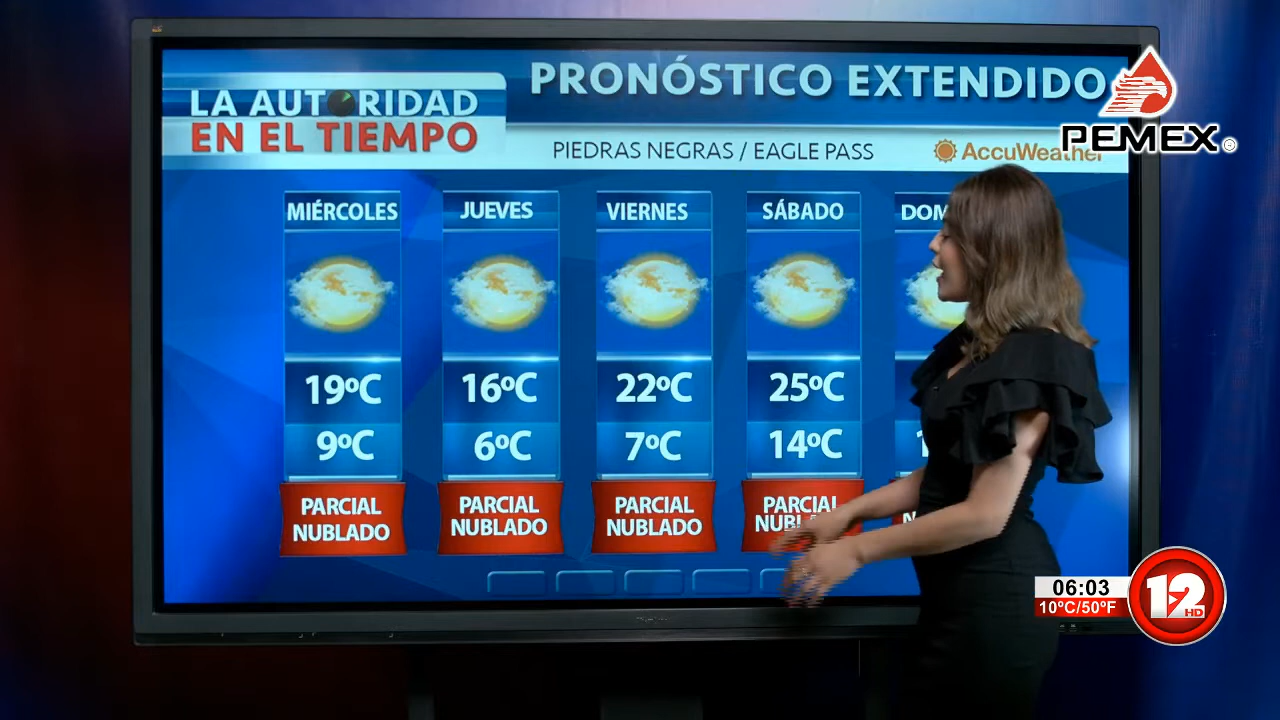 PRONÓSTICO EXTENDIDO
LA AUTORIDAD
EN EL TIEMPO
PIEDRAS NEGRAS / EAGLE PASS
AccuWeather
PEMEX
MIÉRCOLES
19ºC
9ºC
PARCIAL
NUBLADO
JUEVES
16ºC
6ºC
PARCIAL
NUBLADO
VIERNES
22ºC
7ºC
PARCIAL
NUBLADO
SÁBADO
25ºC
14ºC
PARCIAL
NUBLADO
DOM
06:03
10ºC/50ºF
12
HD